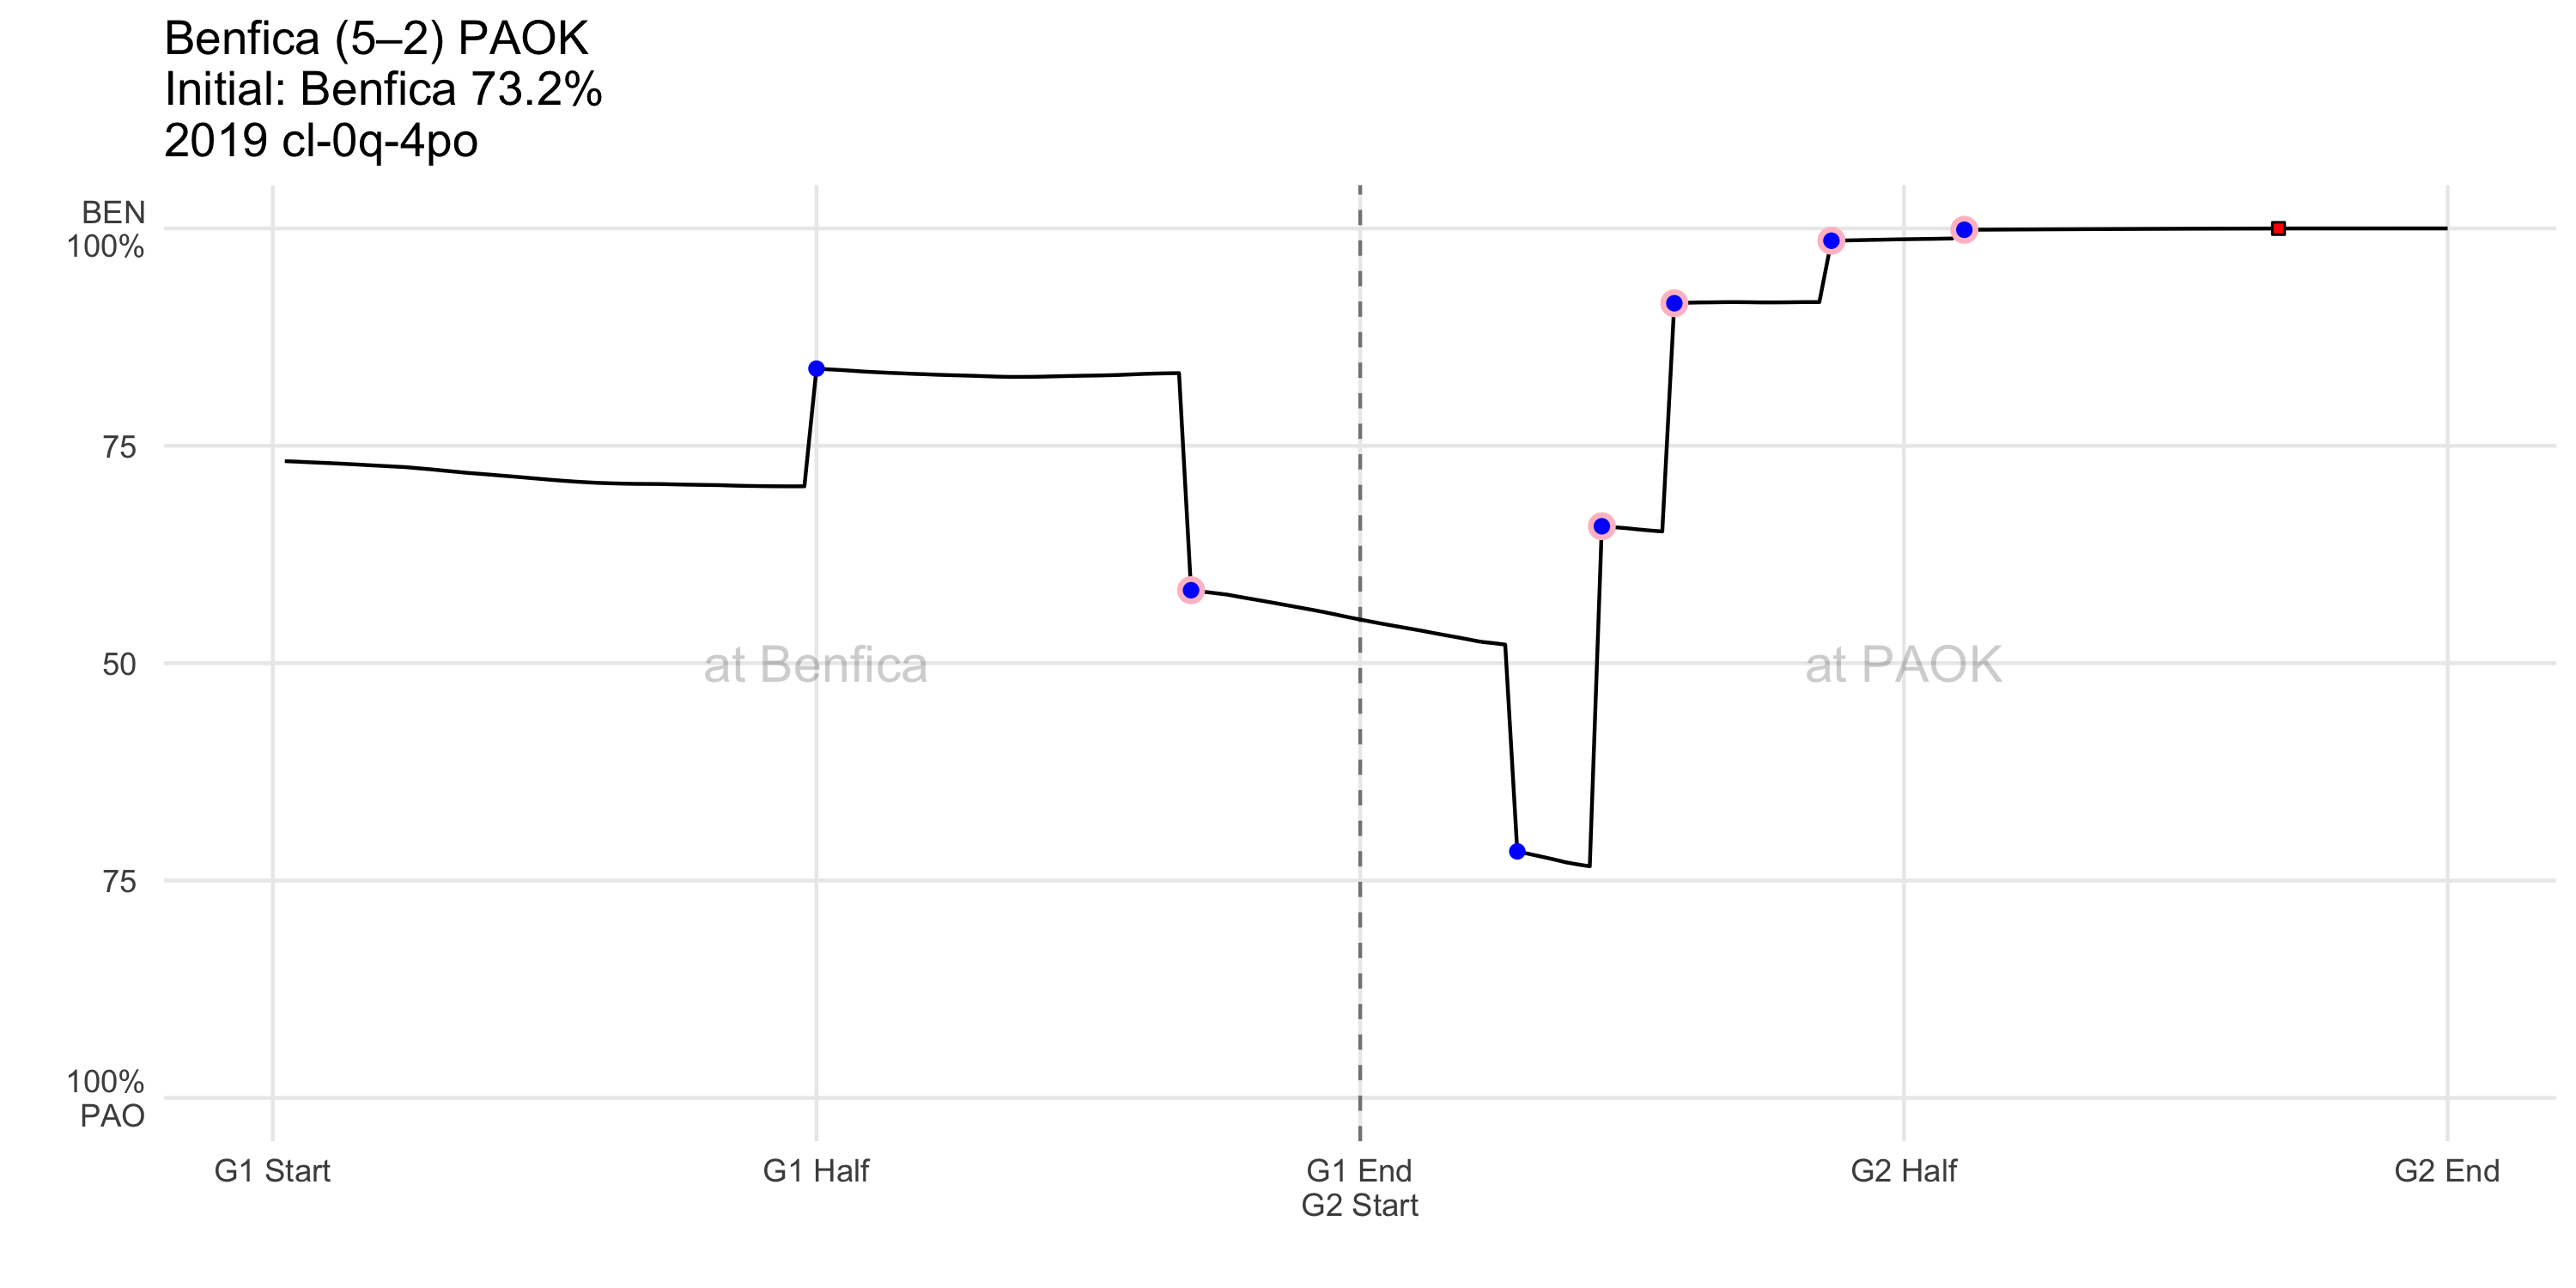 Benfica (5–2) PAOK
Initial: Benfica 73.2%
2019 cl-0q-4po
BEN
100%
75
50
75
100%
PAO
at Benfica
at PAOK
G1 Start
G1 Half
G1 End
G2 Start
G2 Half
G2 End